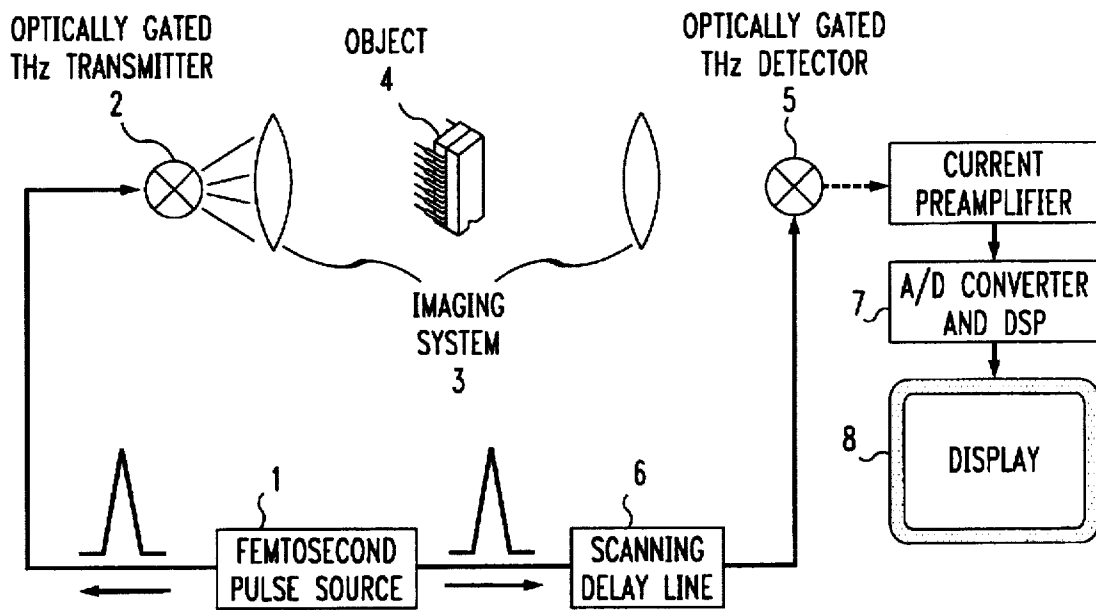 OPTICALLY GATED
THz TRANSMITTER
2
OBJECT
4
OPTICALLY GATED
THz DETECTOR
5
CURRENT
PREAMPLIFIER
IMAGING
SYSTEM
3
7
A/D CONVERTER
AND DSP
8
DISPLAY
1
FEMTOSECOND
PULSE SOURCE
6
SCANNING
DELAY LINE